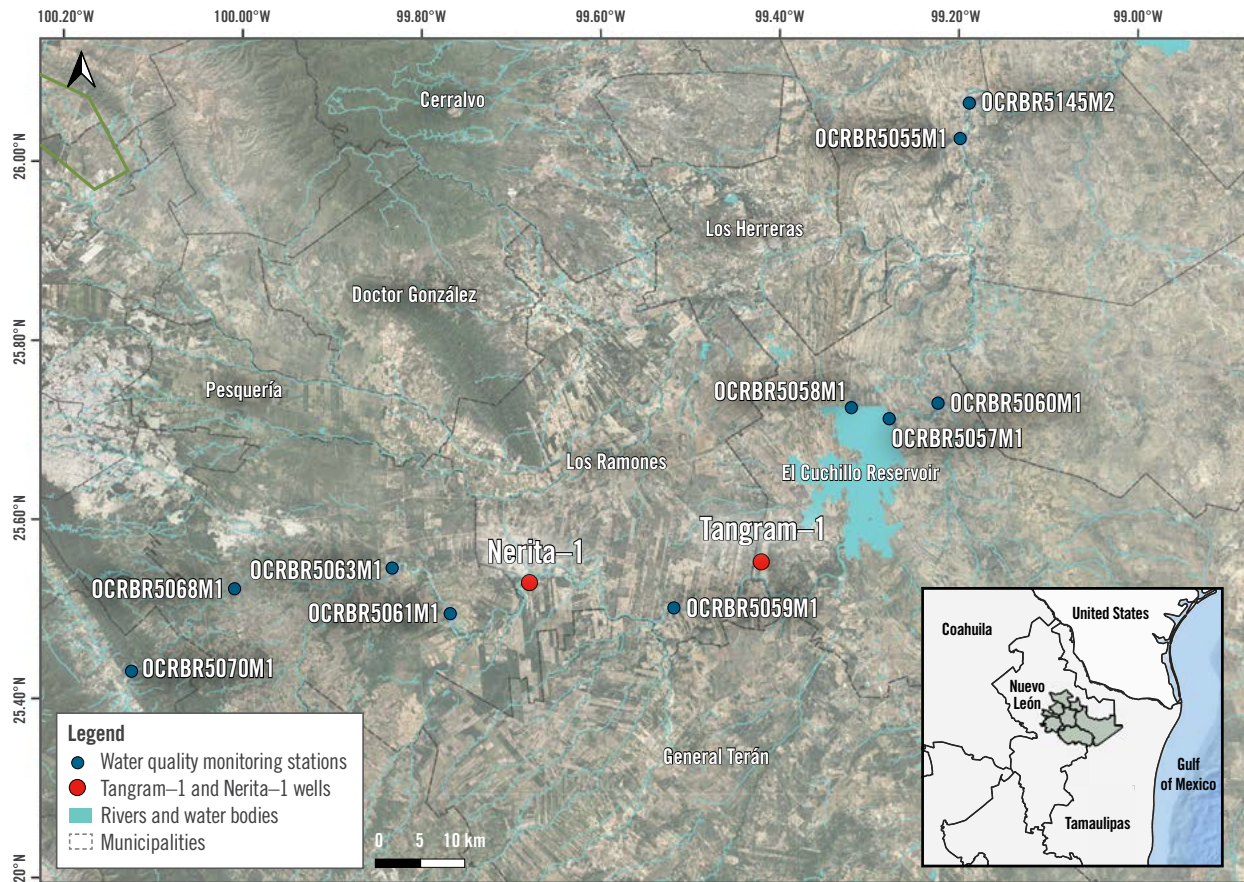 100.20°W
100.00°W
99.80°W
99.60°W
99.40°W
99.20°W
99.00°W
26.00°N
25.80°N
25.60°N
25.40°N
20°N
Cerralvo
OCRBR5145M2
OCRBR5055M1
Los Herreras
Doctor González
Pesquería
OCRBR5058M1
OCRBR5060M1
OCRBR5057M1
Los Ramones
El Cuchillo Reservoir
Tangram–1
Nerita–1
OCRBR5063M1
OCRBR5068M1
OCRBR5061M1
OCRBR5059M1
OCRBR5070M1
General Terán
Legend
Water quality monitoring stations
Tangram–1 and Nerita–1 wells
Rivers and water bodies
Municipalities
0 5 10 km
United States
Coahuila
Nuevo
León
Gulf
of Mexico
Tamaulipas